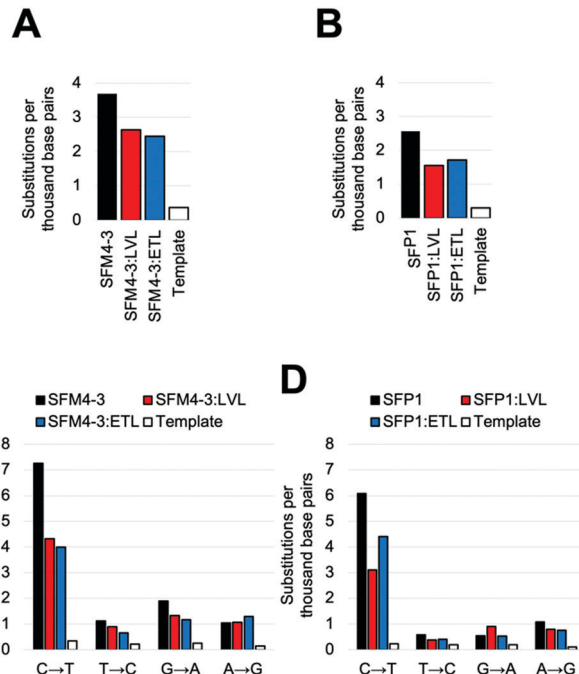 A
B
Substitutions per
thousand base pairs
4
3
2
1
0
SFM4-3
SFM4-3:LVL
SFM4-3:ETL
Template
Substitutions per
thousand base pairs
4
3
2
1
0
SFP1
SFP1:LVL
SFP1:ETL
Template
SFM4-3
SFM4-3:LVL
SFM4-3:ETL
Template
8
7
6
5
4
3
2
1
0
C→T
T→C
G→A
A→G
D
SFP1
SFP1:LVL
SFP1:ETL
Template
Substitutions per
thousand base pairs
8
7
6
5
4
3
2
1
0
C→T
T→C
G→A
A→G